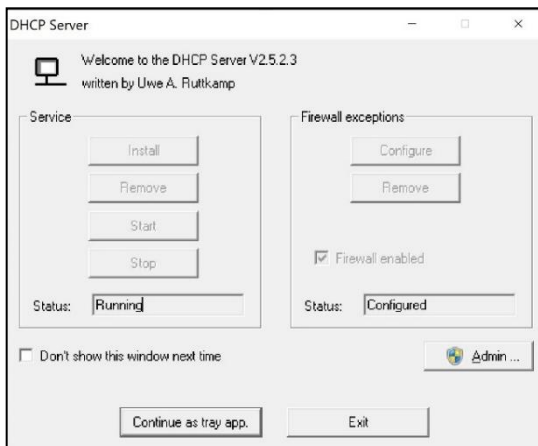 DHCP Server
Welcome to the DHCP Server V2.5.2.3
written by Uwe A. Ruttkamp
Service
Install
Remove
Start
Stop
Status: Running
Firewall exceptions
Configure
Remove
Firewall enabled
Status: Configured
Don't show this window next time
Admin ...
Continue as tray app.
Exit